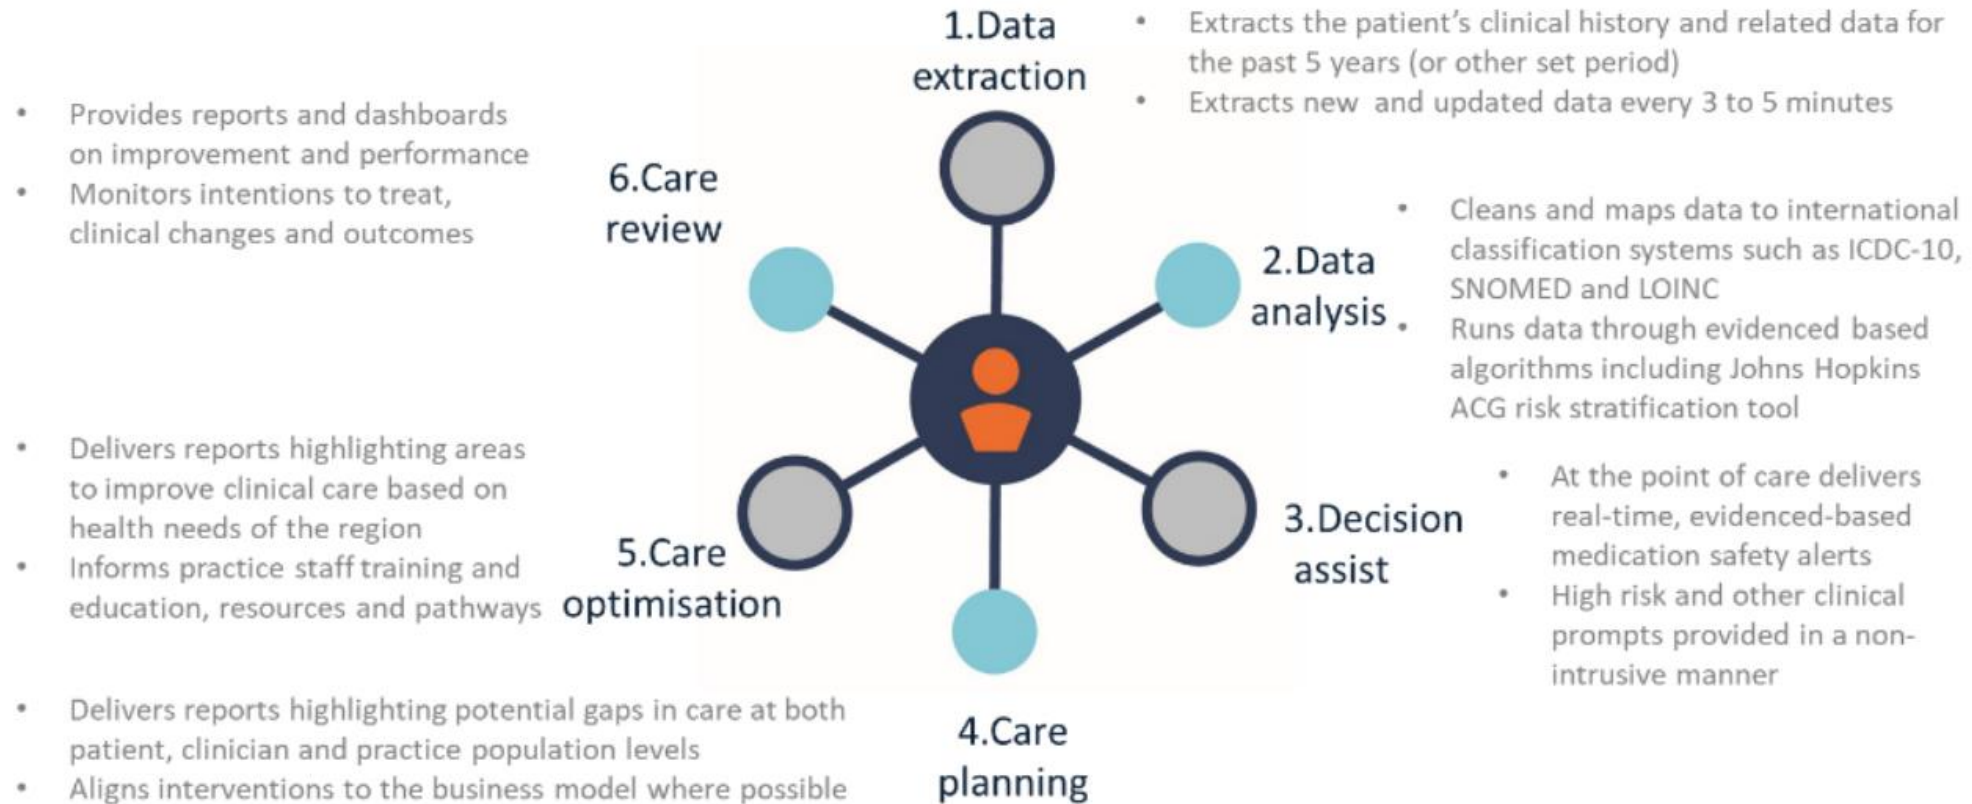 1.Data
extraction
• Extracts the patient's clinical history and related data for
the past 5 years (or other set period)
• Extracts new and updated data every 3 to 5 minutes
2.Data
analysis
• Cleans and maps data to international
classification systems such as ICDC-10,
SNOMED and LOINC
• Runs data through evidenced based
algorithms including Johns Hopkins
ACG risk stratification tool
3.Decision
assist
• At the point of care delivers
real-time, evidenced-based
medication safety alerts
• High risk and other clinical
prompts provided in a non-
intrusive manner
4.Care
planning
• Delivers reports highlighting potential gaps in care at both
patient, clinician and practice population levels
• Aligns interventions to the business model where possible
5.Care
optimisation
• Delivers reports highlighting areas
to improve clinical care based on
health needs of the region
• Informs practice staff training and
education, resources and pathways
6.Care
review
• Provides reports and dashboards
on improvement and performance
• Monitors intentions to treat,
clinical changes and outcomes